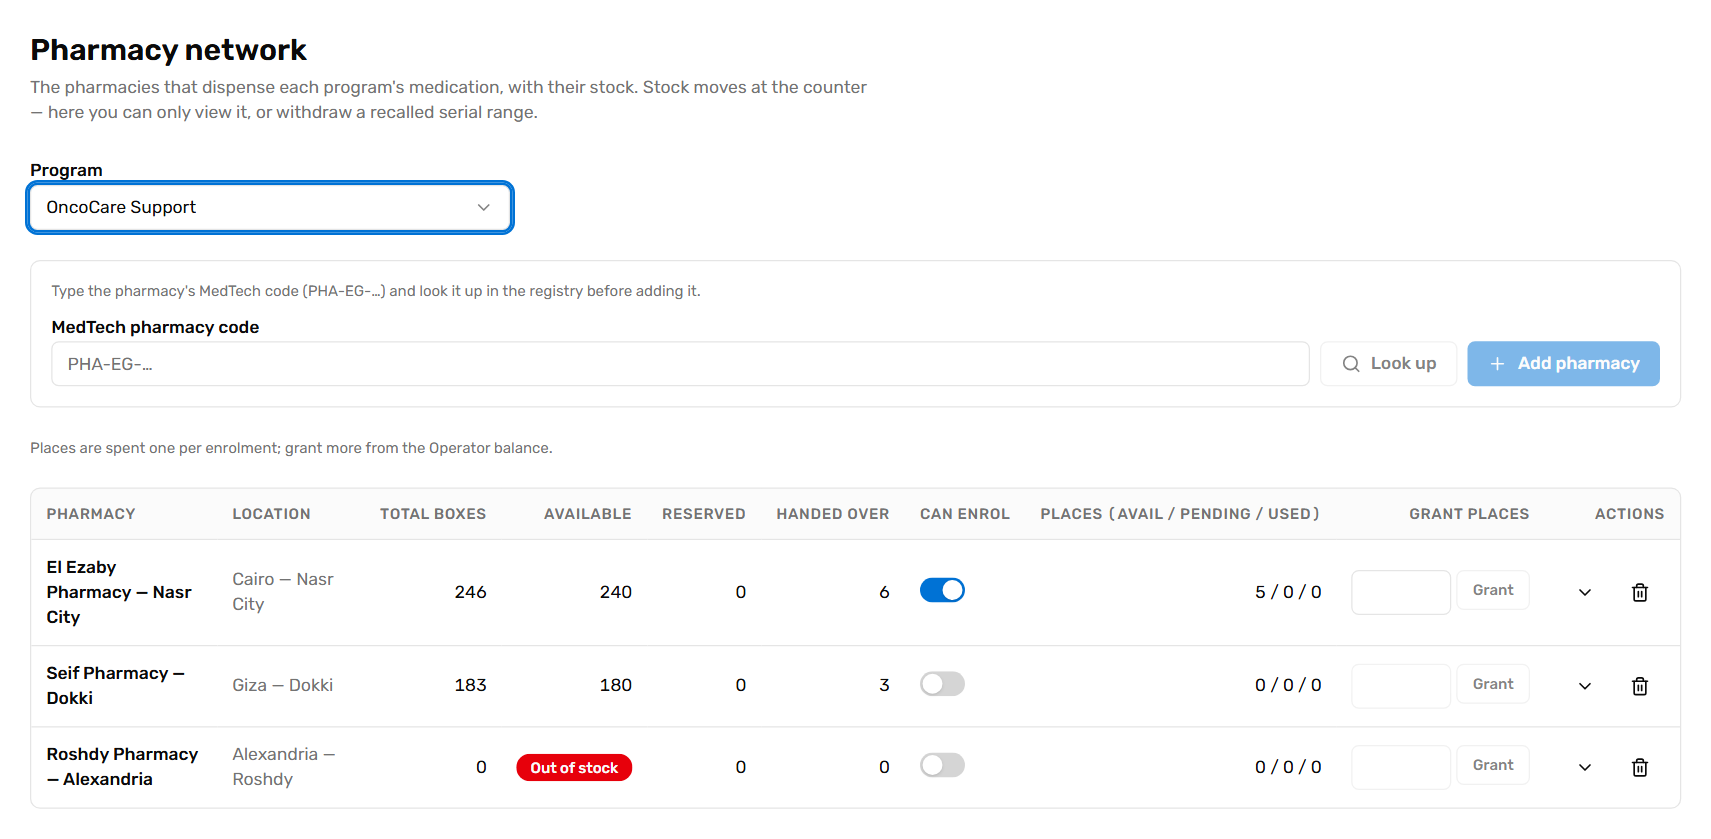 Pharmacy network
The pharmacies that dispense each program's medication, with their stock. Stock moves at the counter
— here you can only view it, or withdraw a recalled serial range.
Program
OncoCare Support
Type the pharmacy's MedTech code (PHA-EG-…) and look it up in the registry before adding it.
MedTech pharmacy code
PHA-EG-…
Look up
Add pharmacy
Places are spent one per enrolment; grant more from the Operator balance.
PHARMACY LOCATION TOTAL BOXES AVAILABLE RESERVED HANDED OVER CAN ENROL PLACES (AVAIL / PENDING / USED) GRANT PLACES ACTIONS
El Ezaby
Pharmacy — Nasr
City
Cairo — Nasr
City
246 240 0 6 5 / 0 / 0 Grant
Seif Pharmacy —
Dokki
Giza — Dokki
183 180 0 3 0 / 0 / 0 Grant
Roshdy Pharmacy
— Alexandria
Alexandria —
Roshdy
0 Out of stock 0 0 0 / 0 / 0 Grant